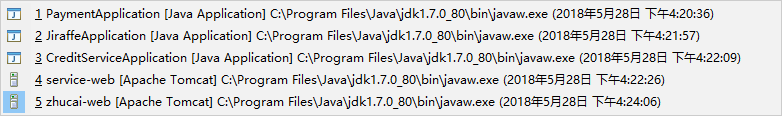 1 PaymentApplication [Java Application] C:\Program Files\Java\jdk1.7.0_80\bin\javaw.exe (2018年5月28日 下午4:20:36)
2 JiraffeApplication [Java Application] C:\Program Files\Java\jdk1.7.0_80\bin\javaw.exe (2018年5月28日 下午4:21:57)
3 CreditServiceApplication [Java Application] C:\Program Files\Java\jdk1.7.0_80\bin\javaw.exe (2018年5月28日 下午4:22:09)
4 service-web [Apache Tomcat] C:\Program Files\Java\jdk1.7.0_80\bin\javaw.exe (2018年5月28日 下午4:22:26)
5 zhucai-web [Apache Tomcat] C:\Program Files\Java\jdk1.7.0_80\bin\javaw.exe (2018年5月28日 下午4:24:06)